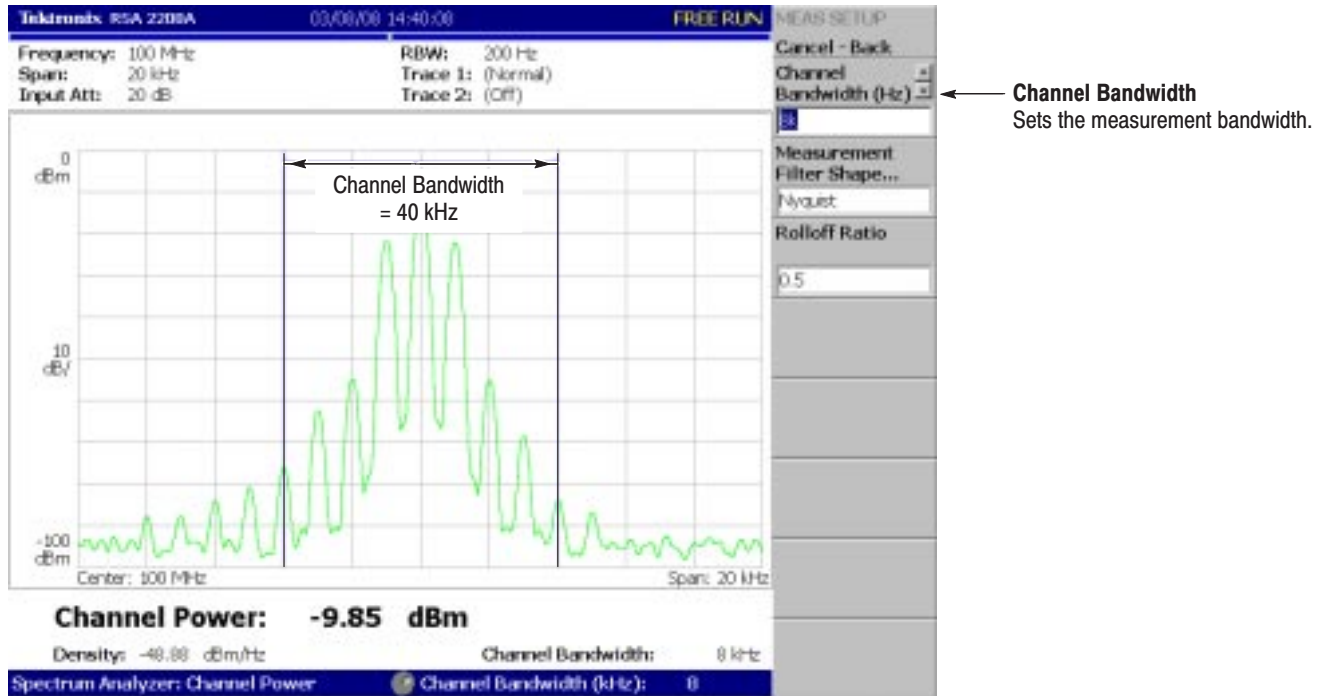 Tektronix RSA 2208A 03/08/08 14:40:08 FREE RUN
Frequency: 100 MHz RBW: 200 Hz
Span: 20 kHz Trace 1: (Normal)
Input Att: 20 dB Trace 2: (Off)
MEAS SETUP
Cancel - Back
Channel
Bandwidth (Hz)
8k
Measurement
Filter Shape...
Nyquist
Rolloff Ratio
0.5
Channel Bandwidth
Sets the measurement bandwidth.
0
dBm
Channel Bandwidth
= 40 kHz
10
dB/
-100
dBm
Center: 100 MHz Span: 20 kHz
Channel Power: -9.85 dBm
Density: -48.88 dBm/Hz Channel Bandwidth: 8 kHz
Spectrum Analyzer: Channel Power Channel Bandwidth (kHz): 8